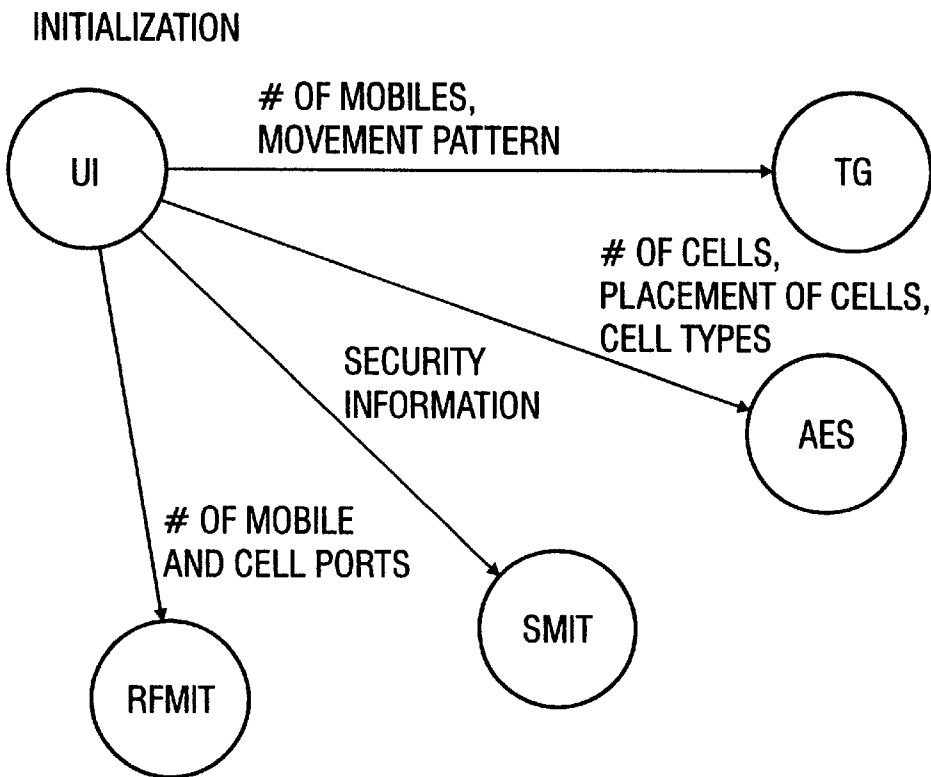 INITIALIZATION
# OF MOBILES,
MOVEMENT PATTERN
UI
TG
# OF CELLS,
PLACEMENT OF CELLS,
CELL TYPES
SECURITY
INFORMATION
AES
# OF MOBILE
AND CELL PORTS
SMIT
RFMIT